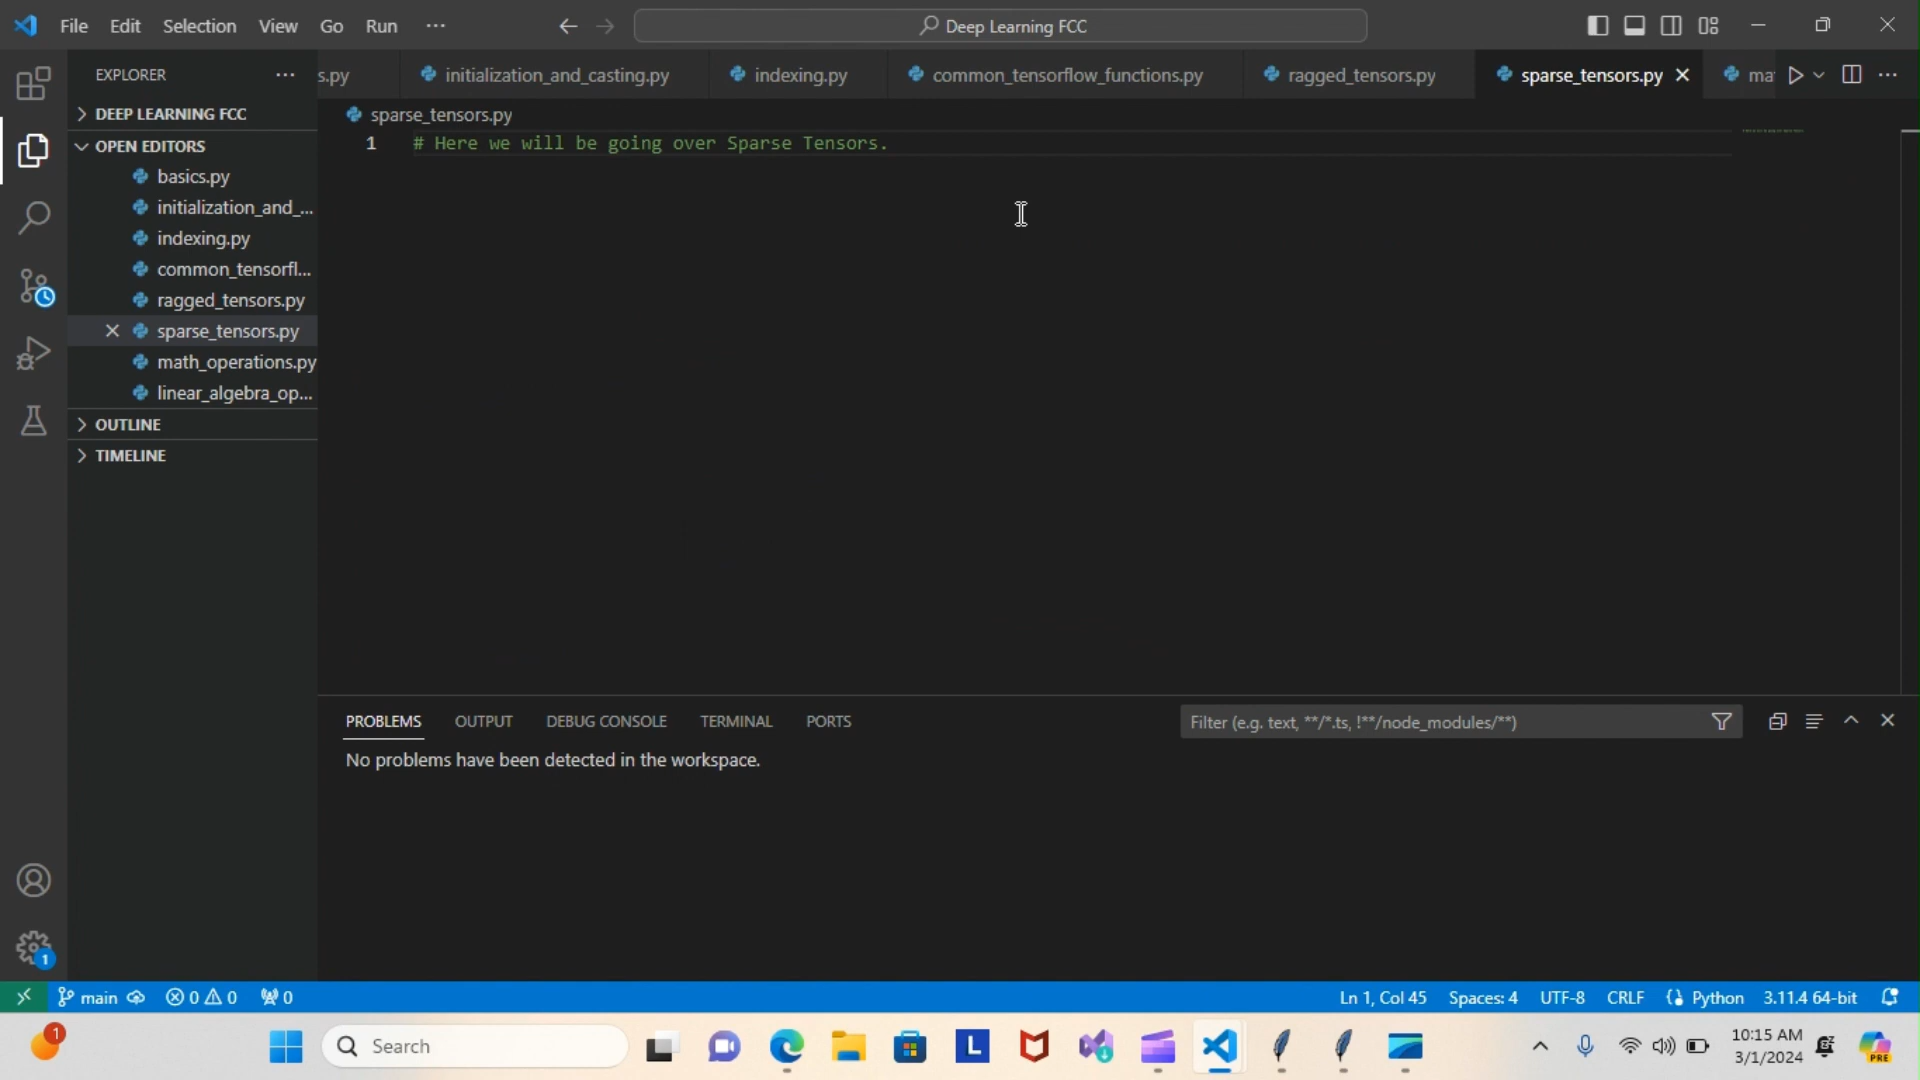 File Edit Selection View Go Run ··· Deep Learning FCC
EXPLORER ···
s.py initialization_and_casting.py indexing.py common_tensorflow_functions.py ragged_tensors.py sparse_tensors.py ma
DEEP LEARNING FCC
sparse_tensors.py
OPEN EDITORS
1 # Here we will be going over Sparse Tensors.
basics.py
initialization_and_...
indexing.py
common_tensorfl...
ragged_tensors.py
sparse_tensors.py
math_operations.py
linear_algebra_op...
OUTLINE
TIMELINE
PROBLEMS OUTPUT DEBUG CONSOLE TERMINAL PORTS Filter (e.g. text, **/*.ts, !**/node_modules/**)
No problems have been detected in the workspace.
1
main 0 0 0 Ln 1, Col 45 Spaces: 4 UTF-8 CRLF Python 3.11.4 64-bit
1 Search L 10:15 AM
3/1/2024
PRE